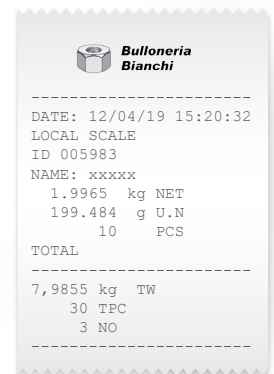 Bulloneria
Bianchi
----------------------
DATE: 12/04/19 15:20:32
LOCAL SCALE
ID 005983
NAME: xxxxx
1.9965 kg NET
199.484 g U.N
10 PCS
TOTAL
----------------------
7,9855 kg TW
30 TPC
3 NO
----------------------